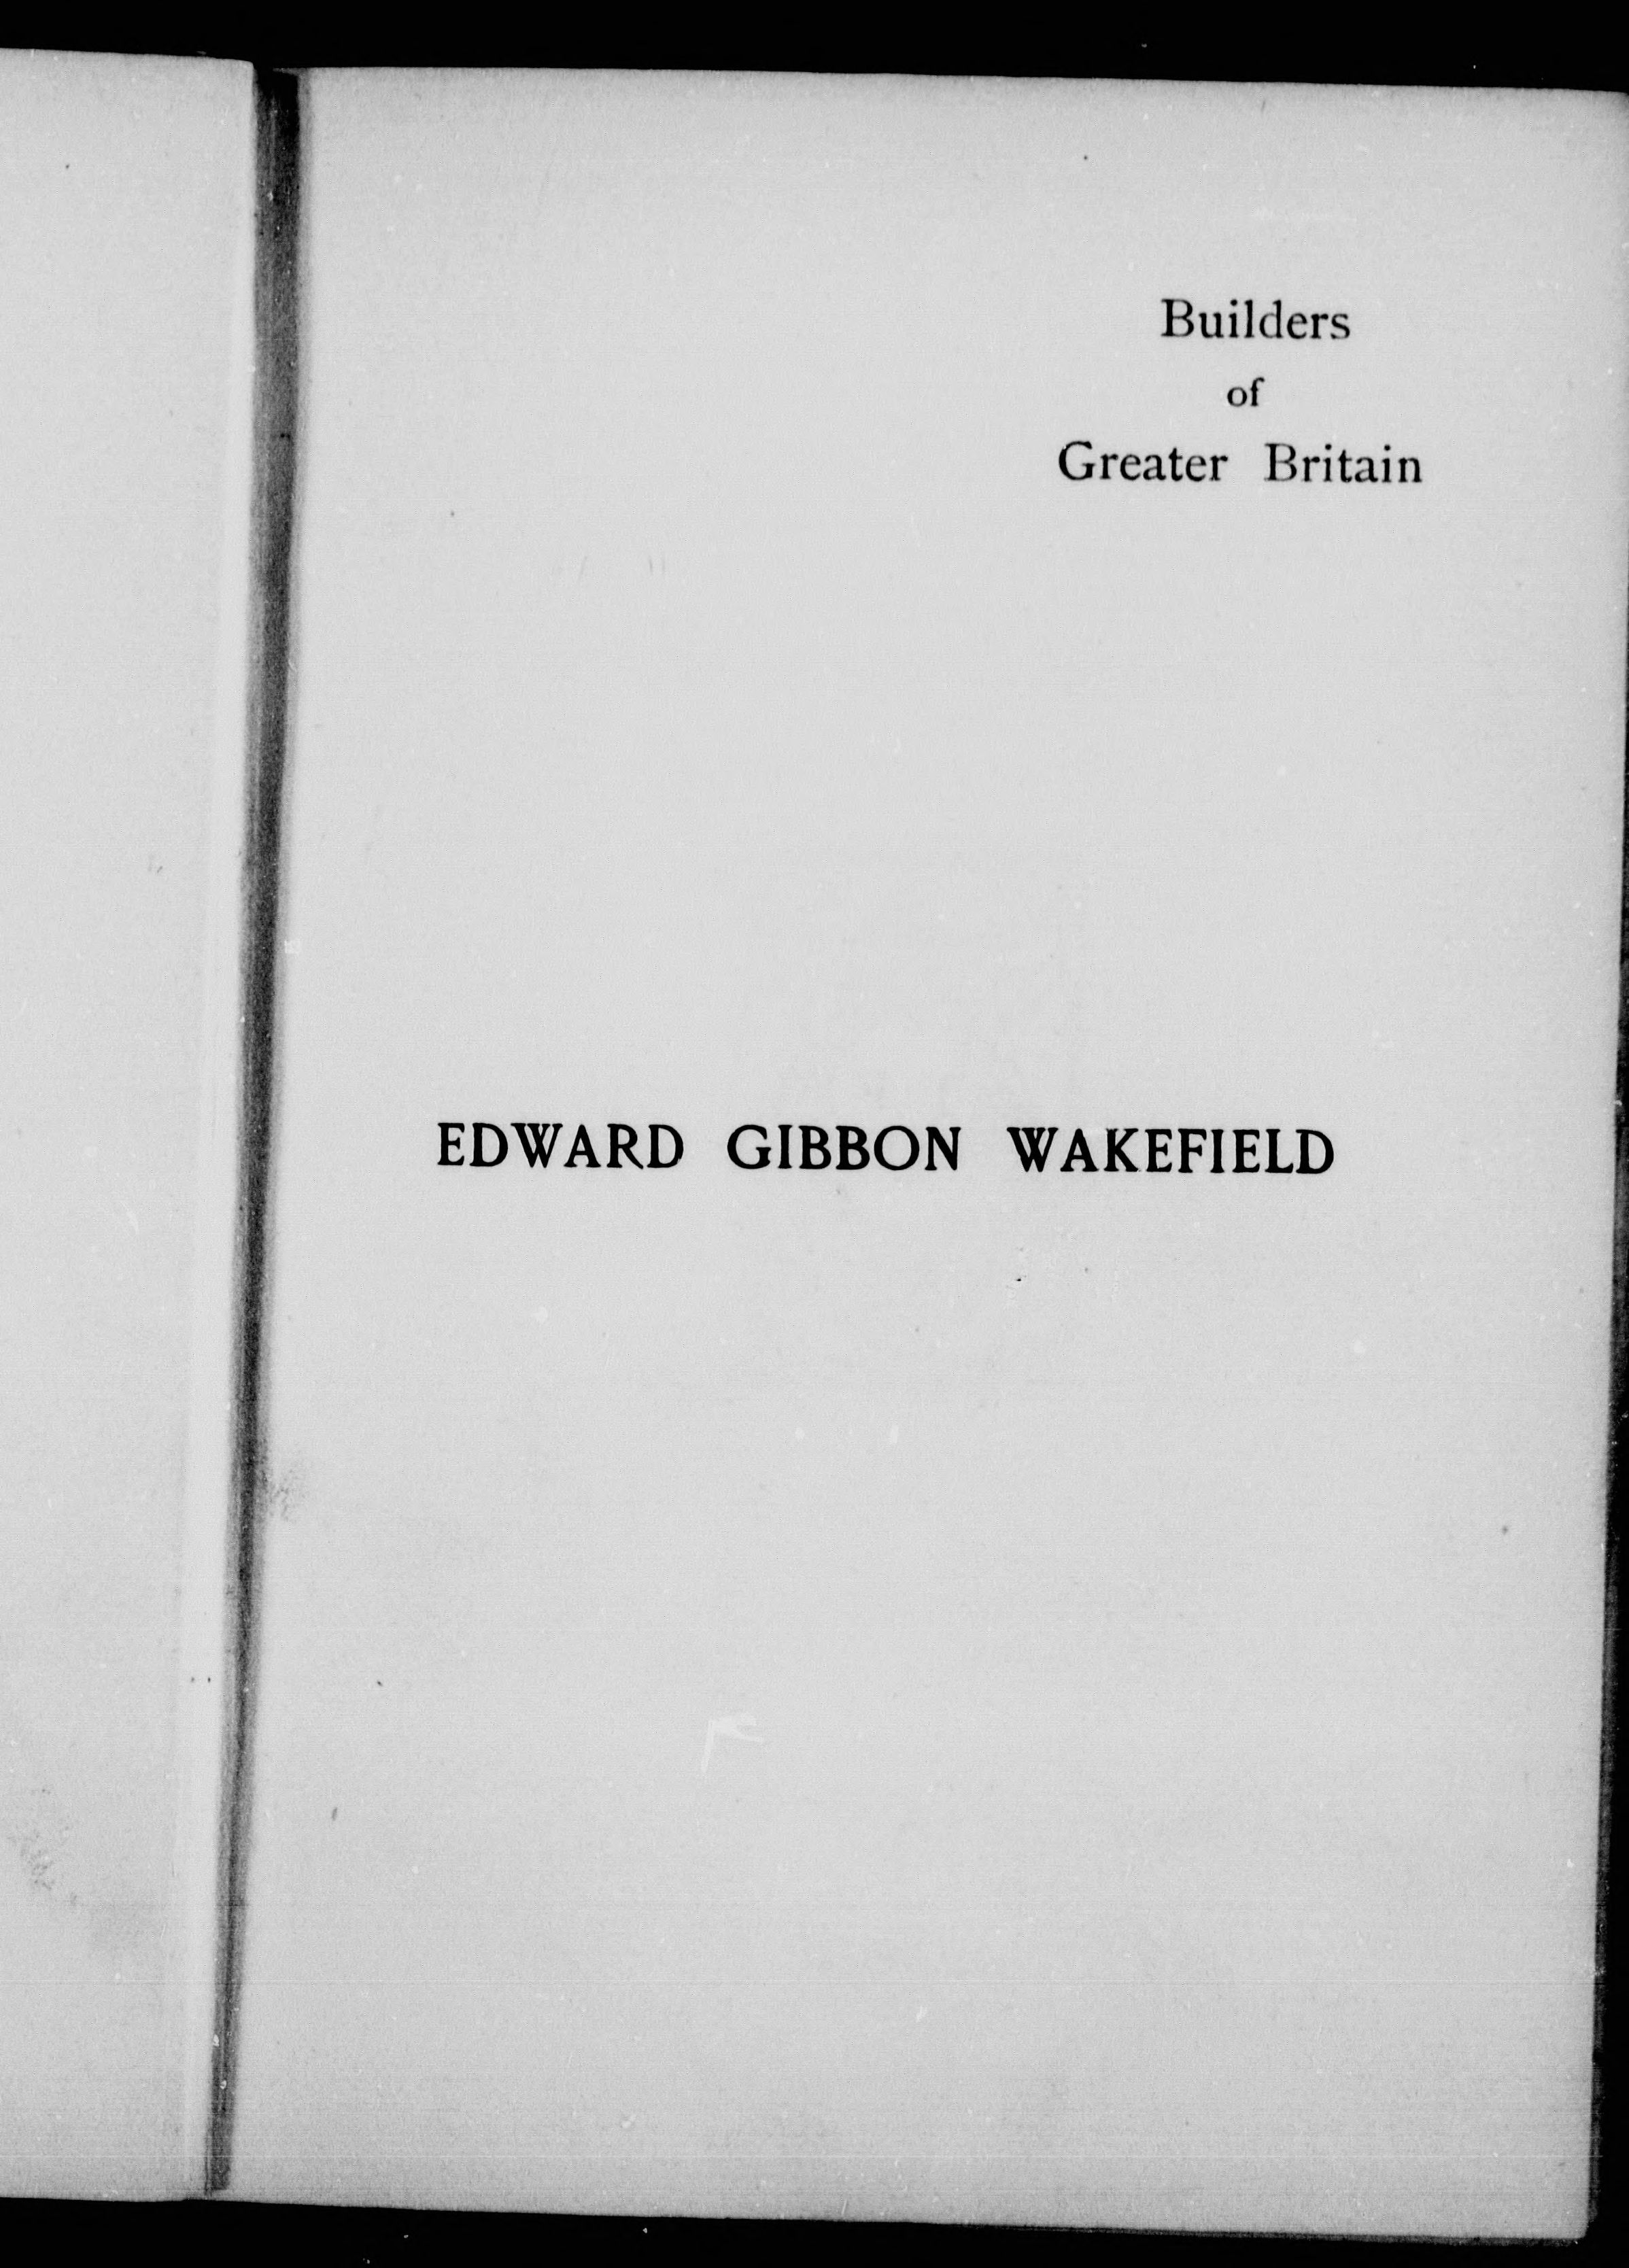 Builders
of
Greater Britain
EDWARD GIBBON WAKEFIELD